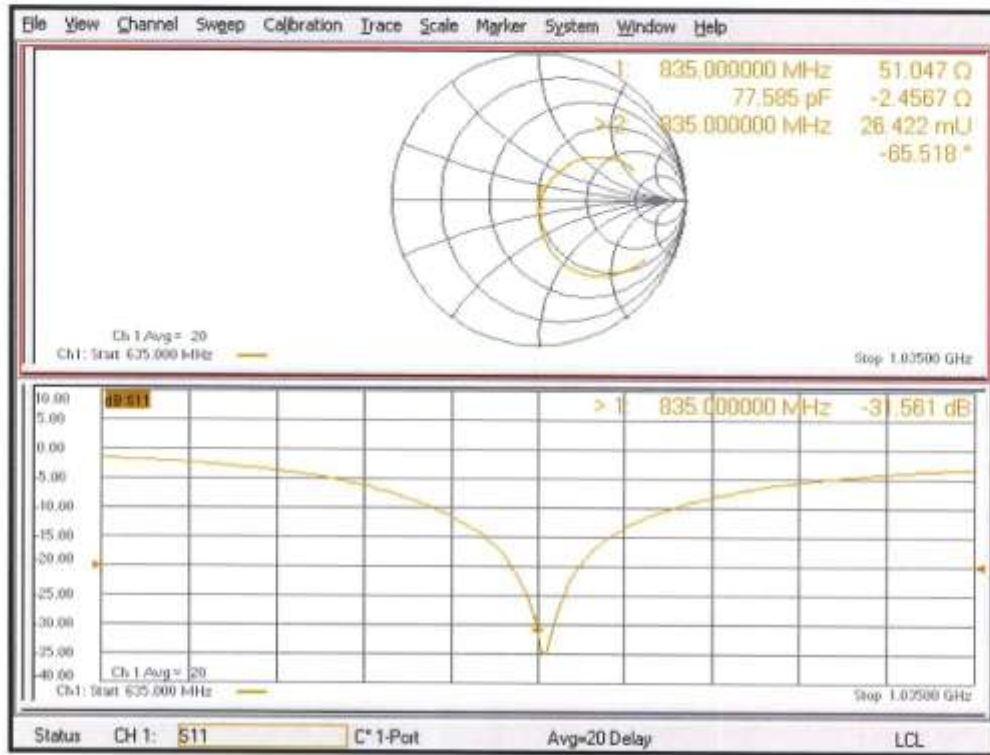 File View Channel Sweep Calibration Trace Scale Marker System Window Help
1: 835.000000 MHz 51.047 Ω
77.585 pF -2.4567 Ω
> 2: 835.000000 MHz 26.422 mU
-65.518 °
Ch 1 Avg = 20
Ch1: Start 635.000 MHz
Stop 1.03500 GHz
10.00
dB S11
> 1: 835.000000 MHz -31.561 dB
5.00
0.00
-5.00
-10.00
-15.00
-20.00
-25.00
-30.00
-35.00
-40.00
Ch 1 Avg = 20
Ch1: Start 635.000 MHz
Stop 1.03500 GHz
Status CH 1: S11 C* 1-Port Avg=20 Delay LCL